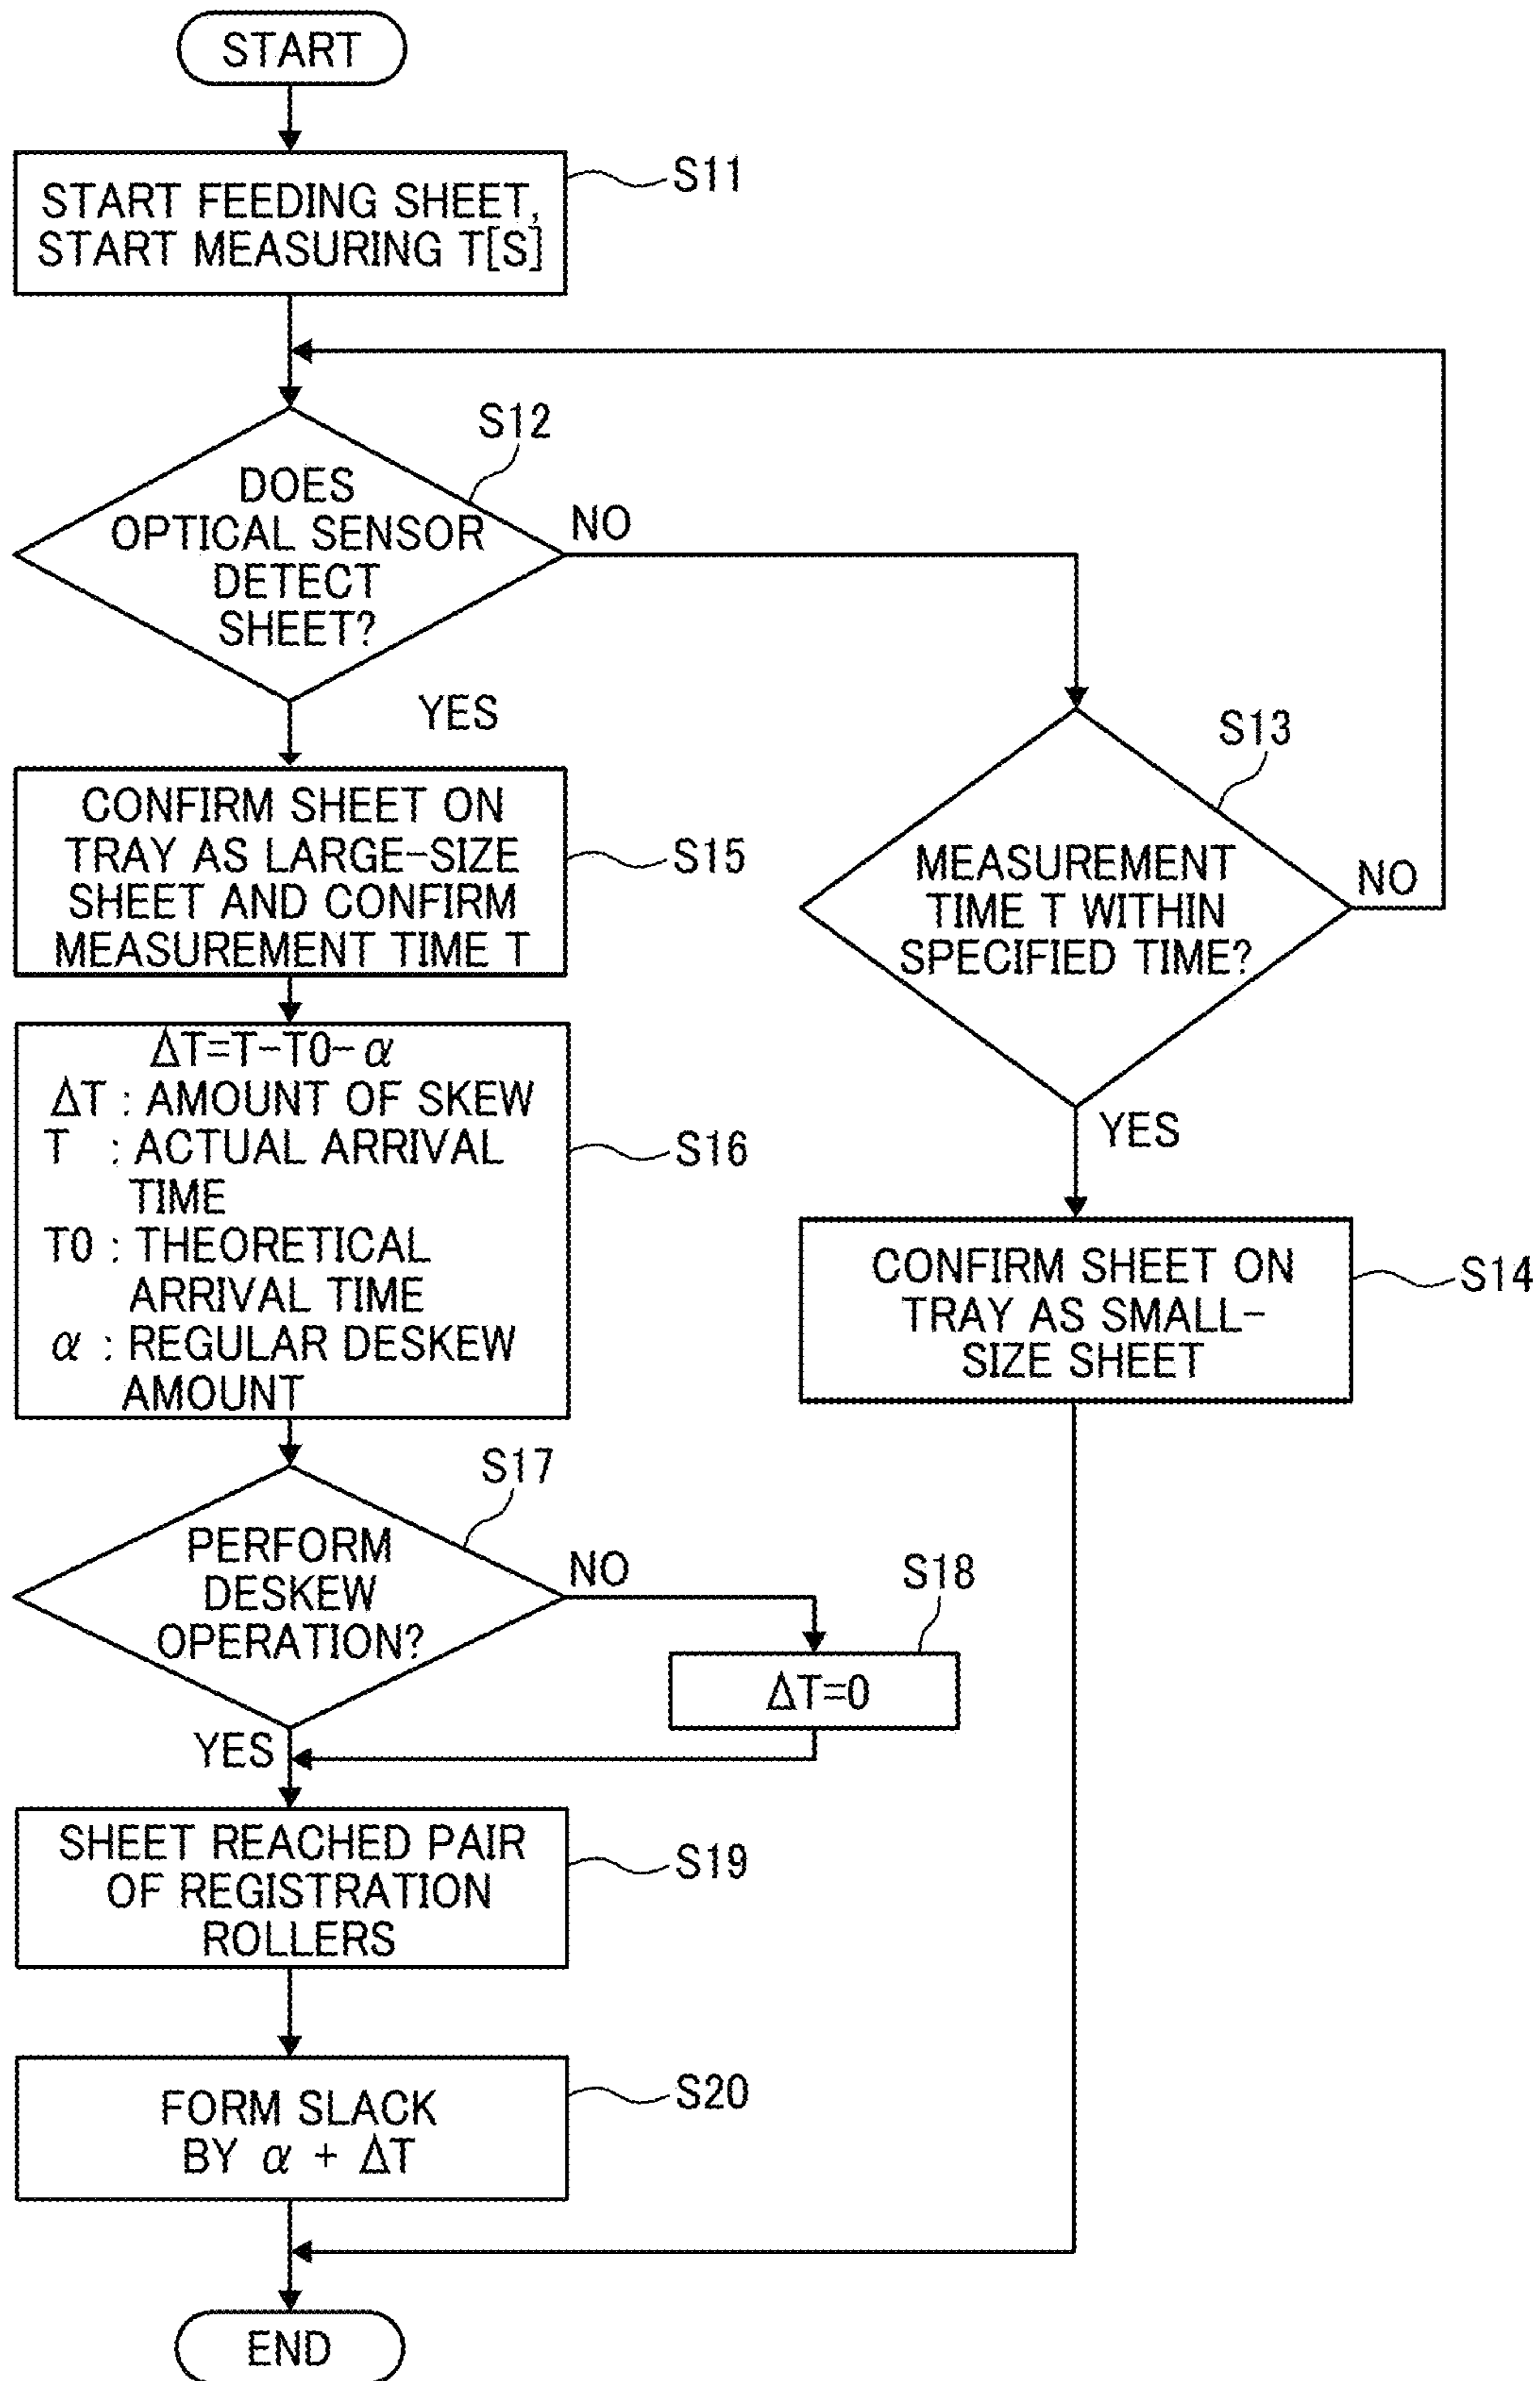 START
START FEEDING SHEET,
START MEASURING T[S]
S11
S12
DOES
OPTICAL SENSOR
DETECT
SHEET?
NO
YES
S13
MEASUREMENT
TIME T WITHIN
SPECIFIED TIME?
NO
YES
CONFIRM SHEET ON
TRAY AS SMALL-
SIZE SHEET
S14
CONFIRM SHEET ON
TRAY AS LARGE-SIZE
SHEET AND CONFIRM
MEASUREMENT TIME T
S15
ΔT=T-T0-α
ΔT : AMOUNT OF SKEW
T : ACTUAL ARRIVAL
TIME
T0 : THEORETICAL
ARRIVAL TIME
α : REGULAR DESKEW
AMOUNT
S16
S17
PERFORM
DESKEW
OPERATION?
NO
S18
ΔT=0
YES
SHEET REACHED PAIR
OF REGISTRATION
ROLLERS
S19
FORM SLACK
BY α + ΔT
S20
END